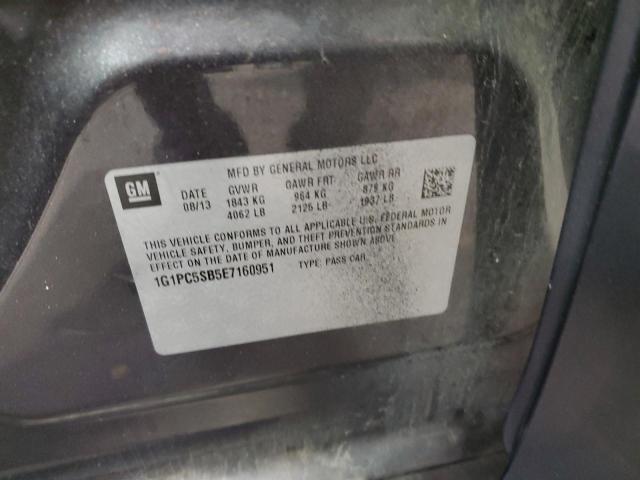 MFD BY GENERAL MOTORS LLC
GM
DATE GVWR GAWR FRT GAWR RR
08/13 1843 KG 964 KG 879 KG
4062 LB 2125 LB 1937 LB
THIS VEHICLE CONFORMS TO ALL APPLICABLE U.S. FEDERAL MOTOR
VEHICLE SAFETY, BUMPER, AND THEFT PREVENTION STANDARDS IN
EFFECT ON THE DATE OF MANUFACTURE SHOWN ABOVE.
1G1PC5SB5E7160951 TYPE: PASS CAR